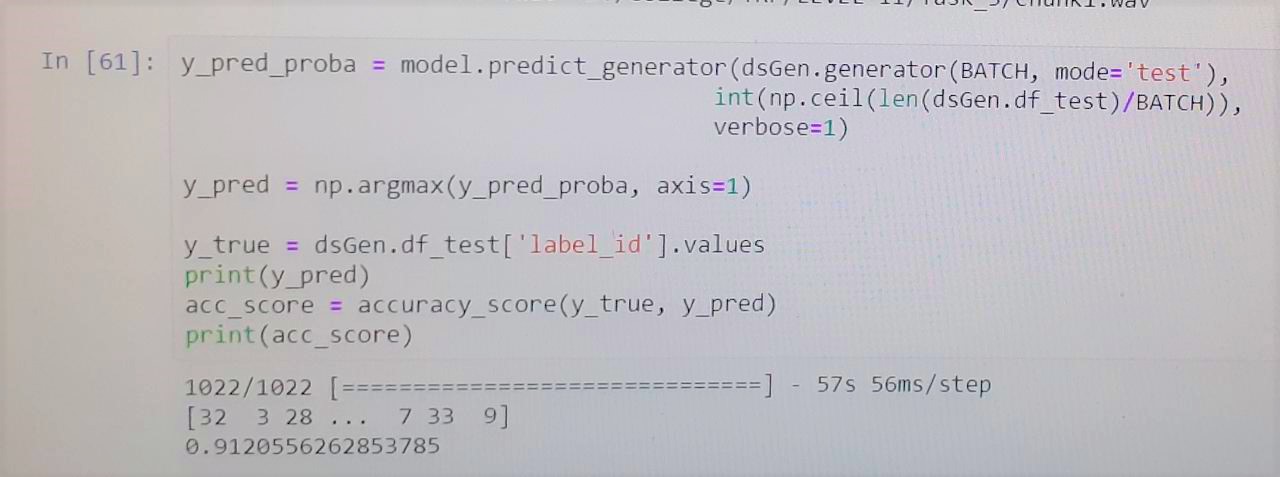 In [61]: y_pred_proba = model.predict_generator(dsGen.generator(BATCH, mode='test'),
int(np.ceil(len(dsGen.df_test)/BATCH)),
verbose=1)
y_pred = np.argmax(y_pred_proba, axis=1)
y_true = dsGen.df_test['label_id'].values
print(y_pred)
acc_score = accuracy_score(y_true, y_pred)
print(acc_score)
1022/1022 [==============================] - 57s 56ms/step
[32 3 28 ... 7 33 9]
0.9120556262853785